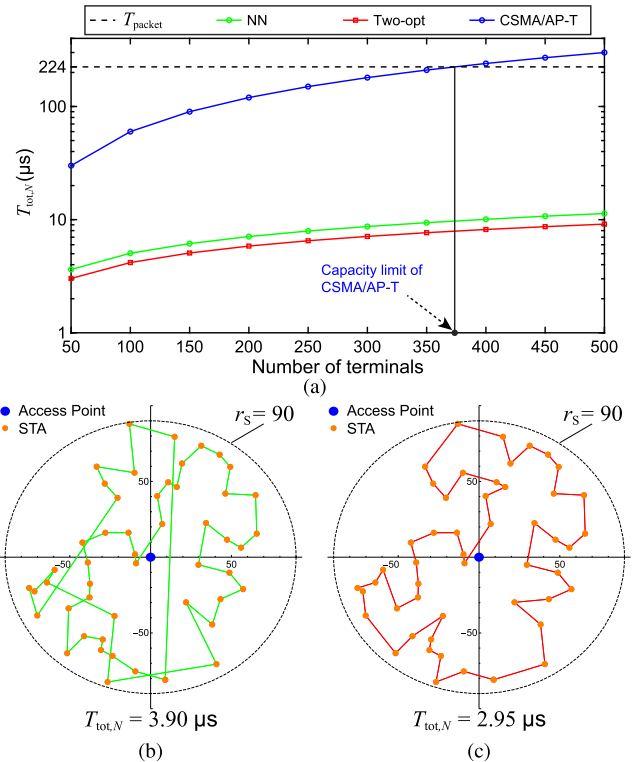 T_packet NN Two-opt CSMA/AP-T
224
100
10
1
T_tot,N (μs)
50 100 150 200 250 300 350 400 450 500
Number of terminals
Capacity limit of
CSMA/AP-T
(a)
Access Point
STA
r_S = 90
50
−50 50
−50
T_tot,N = 3.90 μs
(b)
Access Point
STA
r_S = 90
50
−50 50
−50
T_tot,N = 2.95 μs
(c)